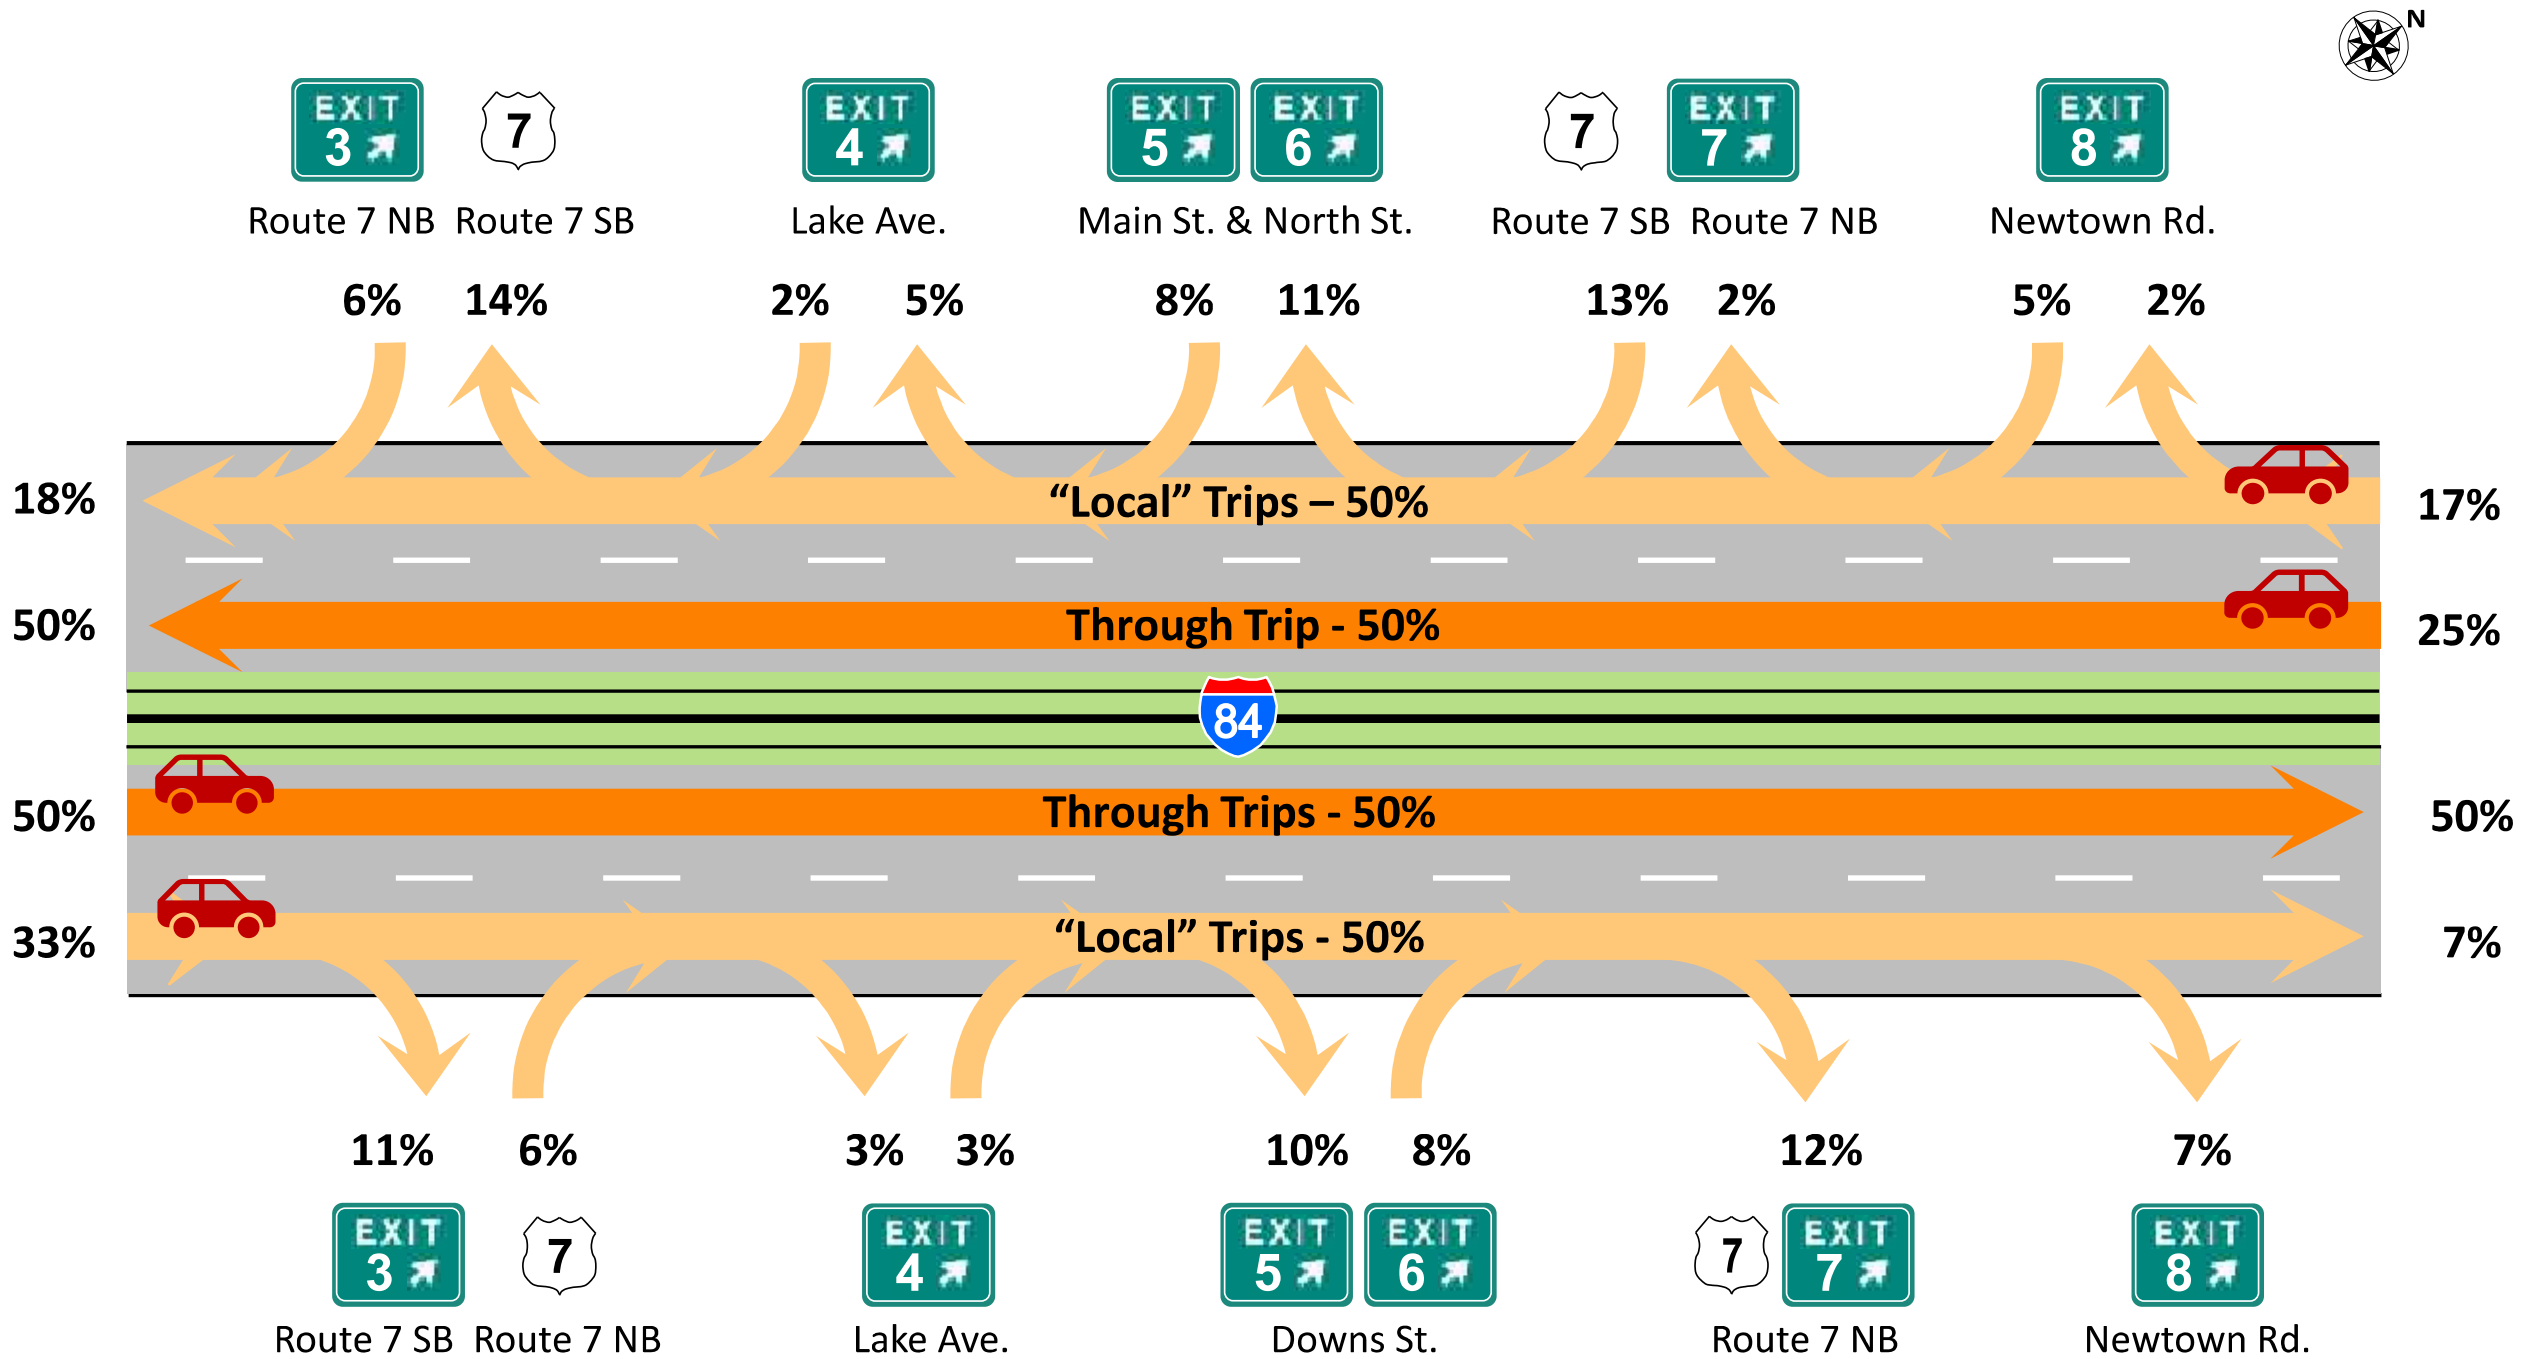 N
EXIT 3
7
EXIT 4
EXIT 5
EXIT 6
7
EXIT 7
EXIT 8
Route 7 NB Route 7 SB
Lake Ave.
Main St. & North St.
Route 7 SB Route 7 NB
Newtown Rd.
6% 14% 2% 5% 8% 11% 13% 2% 5% 2%
18% “Local” Trips – 50% 17%
50% Through Trip - 50% 25%
84
50% Through Trips - 50% 50%
33% “Local” Trips - 50% 7%
11% 6% 3% 3% 10% 8% 12% 7%
EXIT 3
7
EXIT 4
EXIT 5
EXIT 6
7
EXIT 7
EXIT 8
Route 7 SB Route 7 NB
Lake Ave.
Downs St.
Route 7 NB
Newtown Rd.